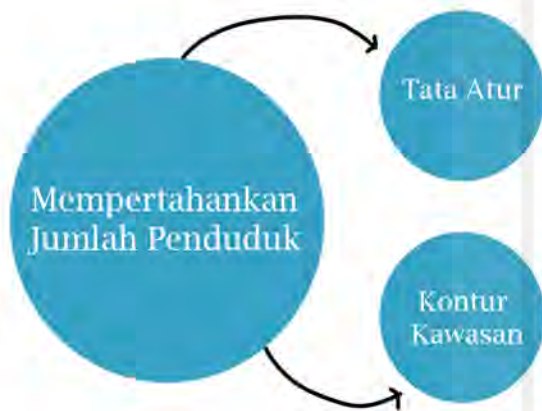 Mempertahankan
Jumlah Penduduk
Tata Atur
Kontur
Kawasan